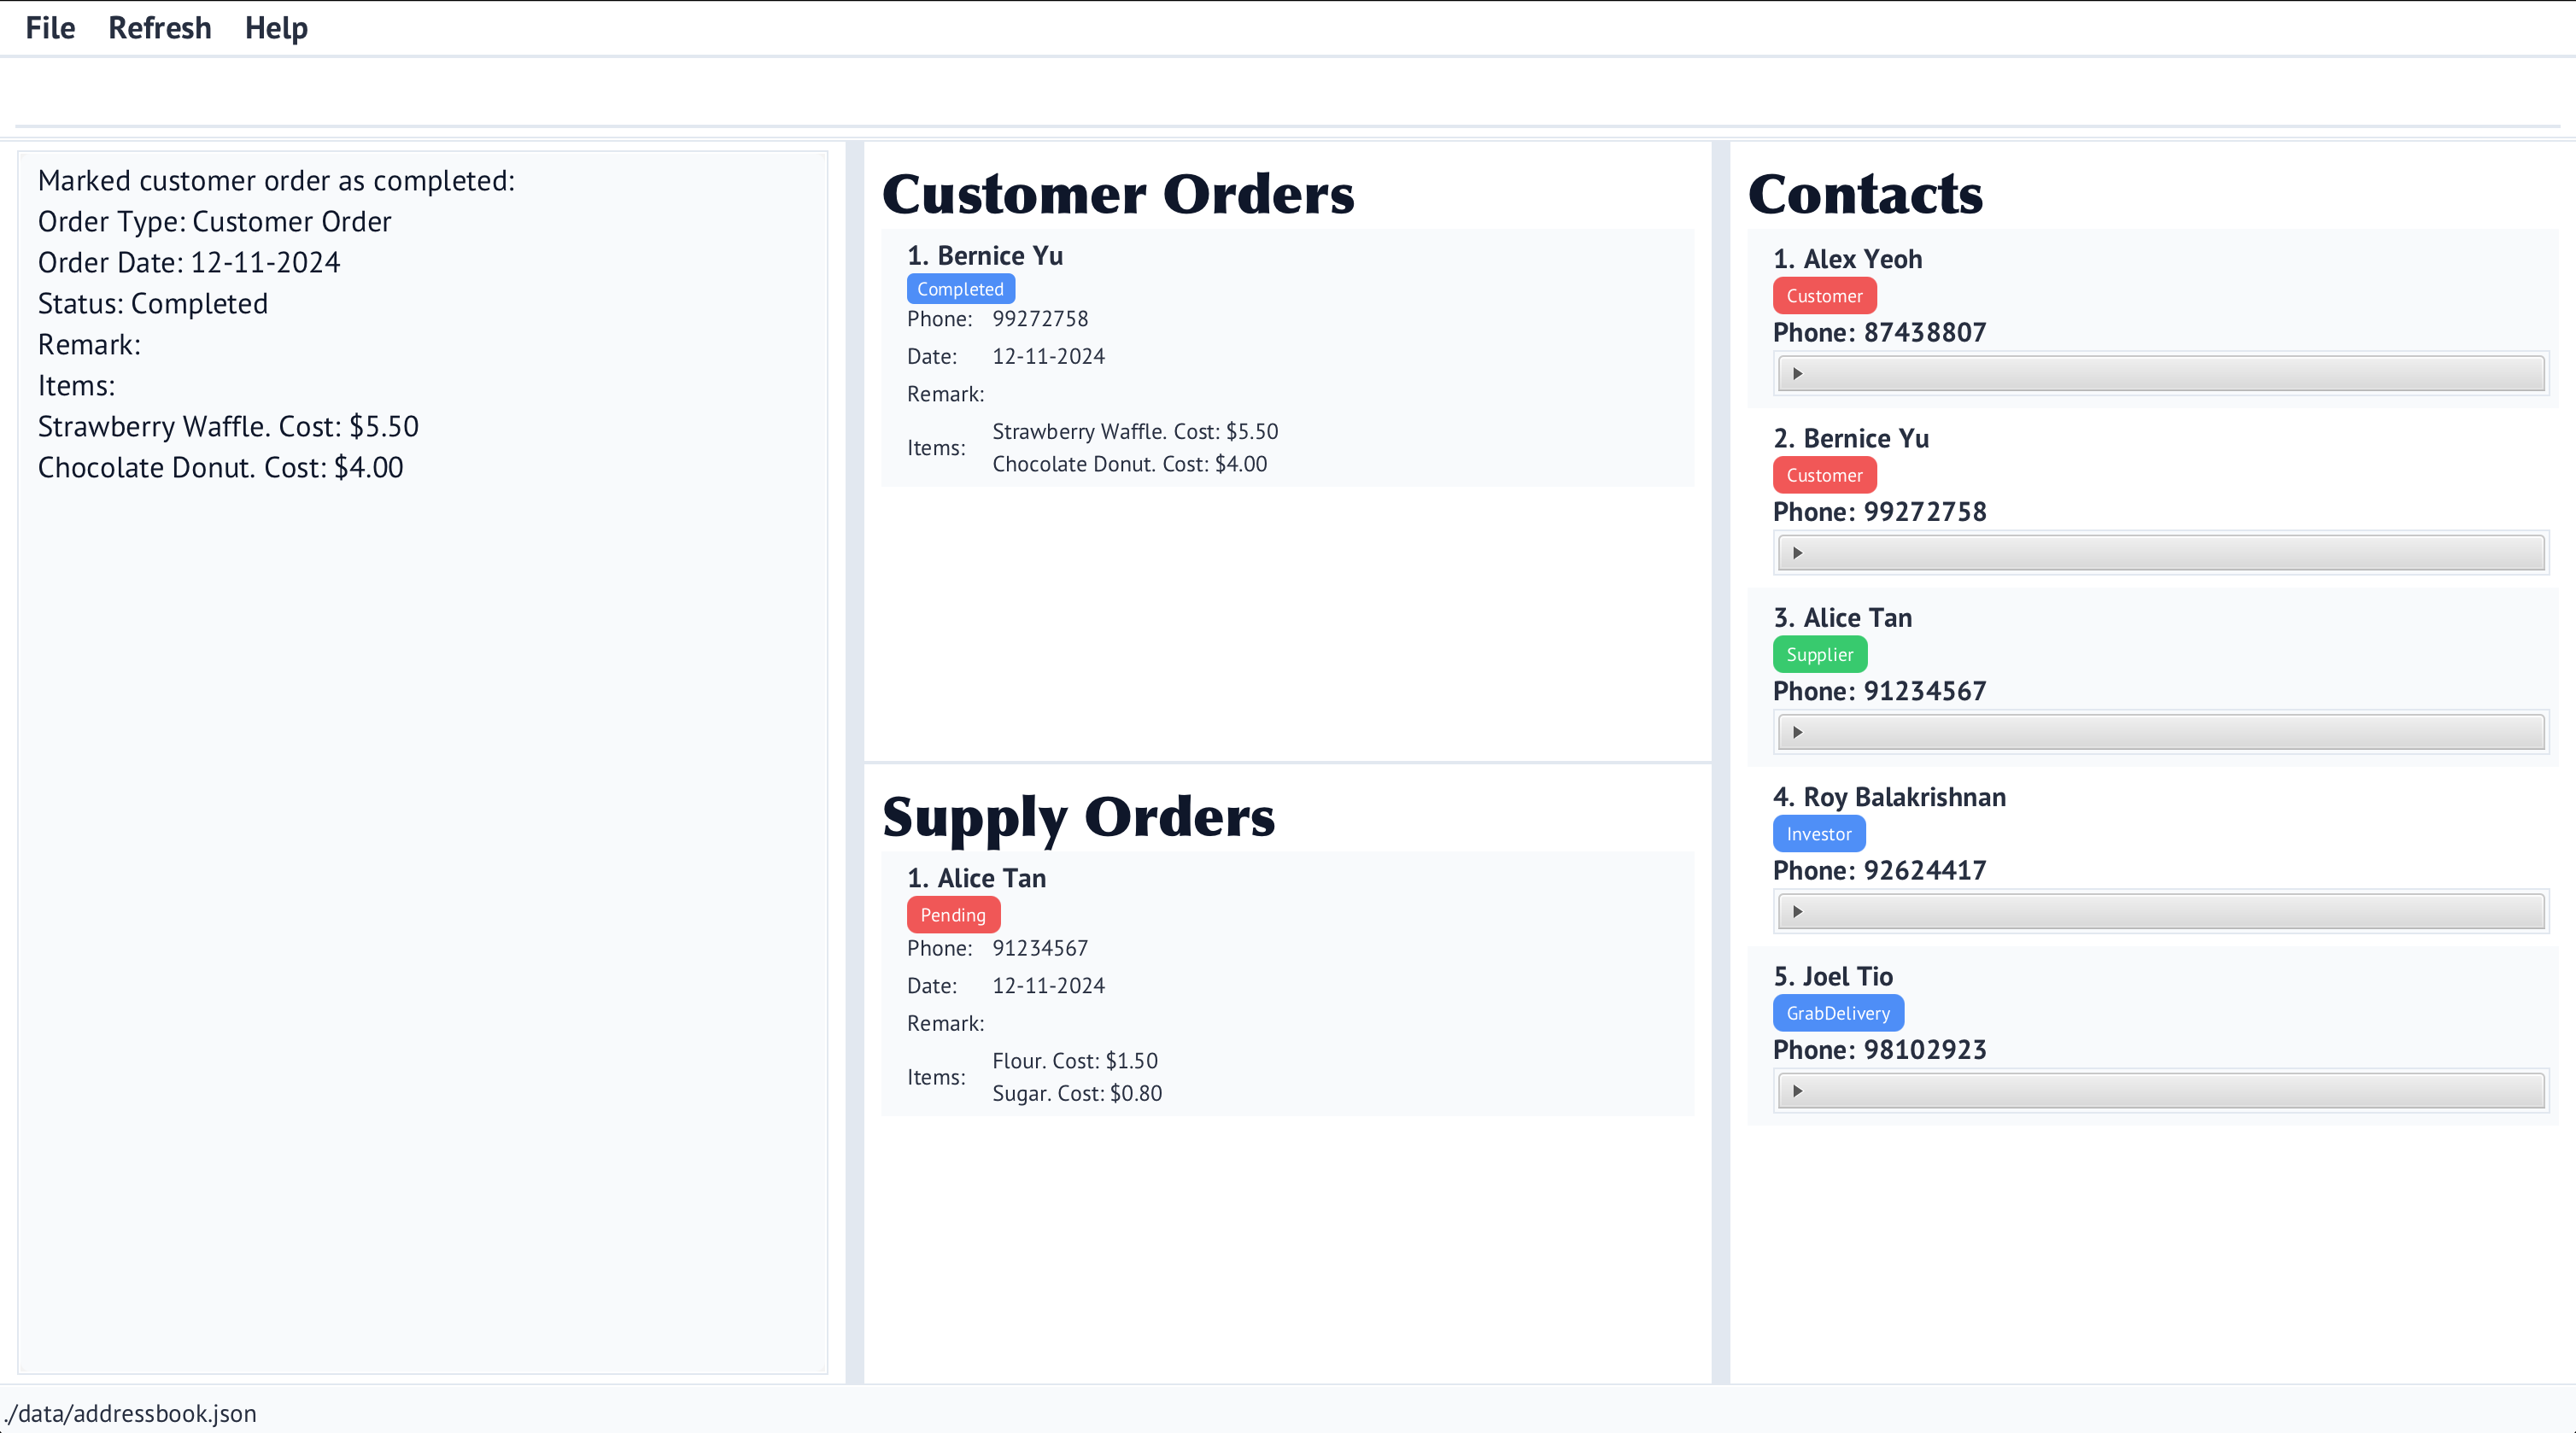 File Refresh Help
Marked customer order as completed:
Order Type: Customer Order
Order Date: 12-11-2024
Status: Completed
Remark:
Items:
Strawberry Waffle. Cost: $5.50
Chocolate Donut. Cost: $4.00
Customer Orders
1. Bernice Yu
Completed
Phone: 99272758
Date: 12-11-2024
Remark:
Items: Strawberry Waffle. Cost: $5.50
Chocolate Donut. Cost: $4.00
Supply Orders
1. Alice Tan
Pending
Phone: 91234567
Date: 12-11-2024
Remark:
Items: Flour. Cost: $1.50
Sugar. Cost: $0.80
Contacts
1. Alex Yeoh
Customer
Phone: 87438807
2. Bernice Yu
Customer
Phone: 99272758
3. Alice Tan
Supplier
Phone: 91234567
4. Roy Balakrishnan
Investor
Phone: 92624417
5. Joel Tio
GrabDelivery
Phone: 98102923
./data/addressbook.json